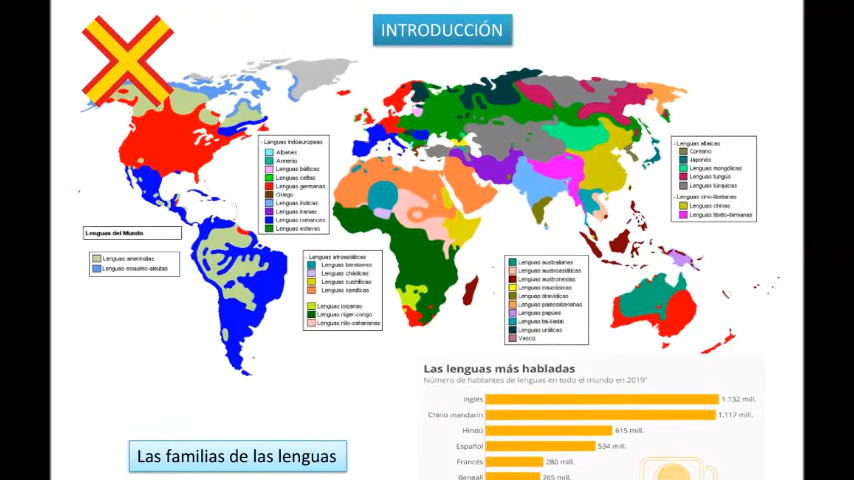 INTRODUCCIÓN
- Lenguas indoeuropeas
Albanés
Armenio
Lenguas bálticas
Lenguas celtas
Lenguas germanas
Griego
Lenguas índicas
Lenguas iranias
Lenguas romances
Lenguas eslavas
- Lenguas altaicas
Coreano
Japonés
Lenguas mongólicas
Lenguas tungús
Lenguas túrquicas
- Lenguas sino-tibetanas
Lenguas chinas
Lenguas tibeto-birmanas
Lenguas del Mundo
Lenguas amerindias
Lenguas esquimo-aleutas
- Lenguas afroasiáticas
Lenguas bereberes
Lenguas chádicas
Lenguas cushíticas
Lenguas semíticas
Lenguas joisanas
Lenguas níger-congo
Lenguas nilo-saharianas
Lenguas australianas
Lenguas austroasiáticas
Lenguas austronesias
Lenguas caucásicas
Lenguas drávidicas
Lenguas paleosiberianas
Lenguas papúes
Lenguas tai-kadai
Lenguas urálicas
Vasco
Las lenguas más habladas
Número de hablantes de lenguas en todo el mundo en 2019*
Inglés 1.132 mill.
Chino mandarín 1.117 mill.
Hindú 615 mill.
Español 534 mill.
Francés 280 mill.
Bengalí 265 mill.
Las familias de las lenguas